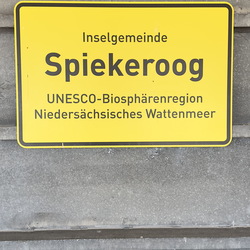 Inselgemeinde
Spiekeroog
UNESCO-Biosphärenregion
Niedersächsisches Wattenmeer